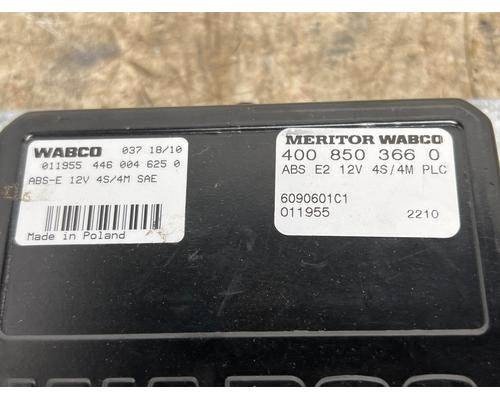 WABCO 037 18/10
011955 446 004 625 0
ABS-E 12V 4S/4M SAE
Made in Poland
MERITOR WABCO
400 850 366 0
ABS E2 12V 4S/4M PLC
6090601C1
011955 2210